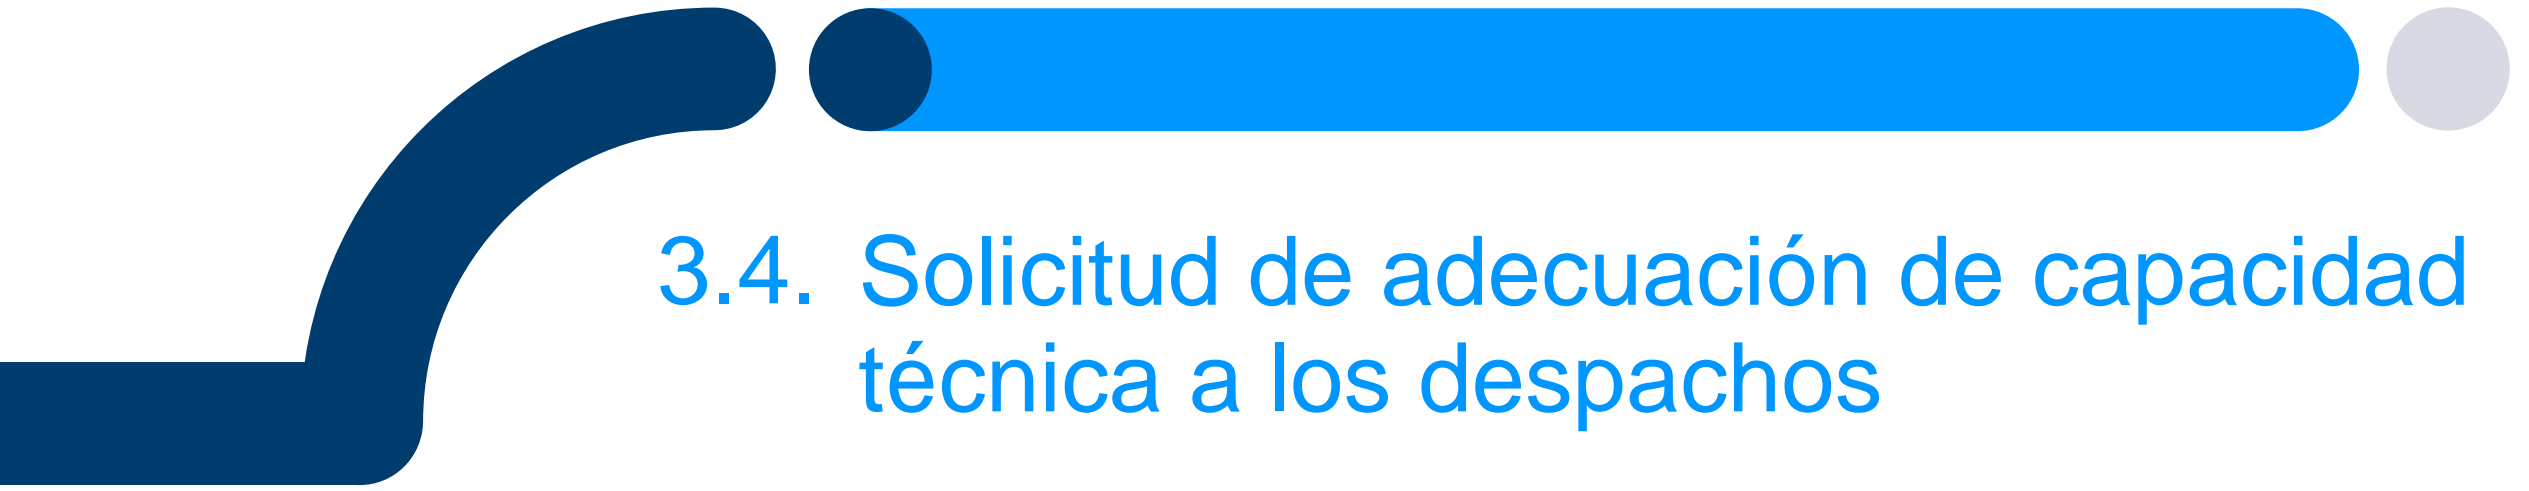 3.4. Solicitud de adecuación de capacidad
técnica a los despachos